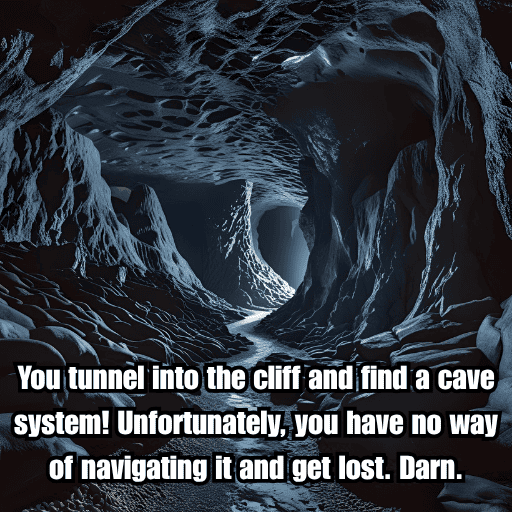 You tunnel into the cliff and find a cave
system! Unfortunately, you have no way
of navigating it and get lost. Darn.